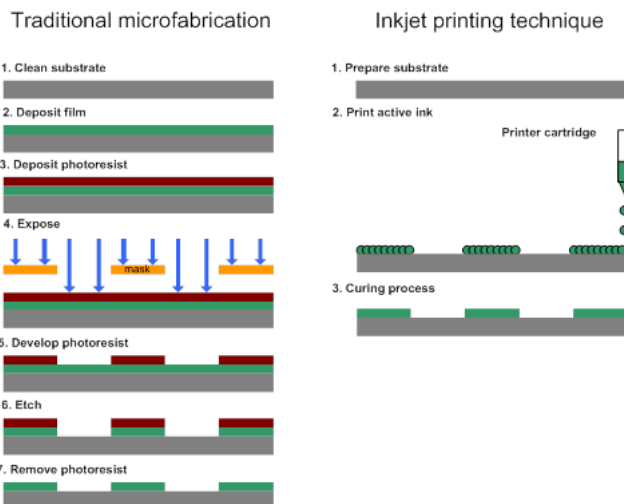 Traditional microfabrication
1. Clean substrate
2. Deposit film
3. Deposit photoresist
4. Expose
mask
5. Develop photoresist
6. Etch
7. Remove photoresist
Inkjet printing technique
1. Prepare substrate
2. Print active ink
Printer cartridge
3. Curing process